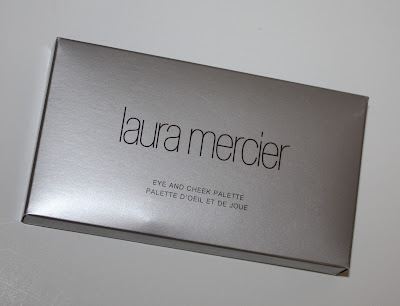 laura mercier
EYE AND CHEEK PALETTE
PALETTE D'OEIL ET DE JOUE